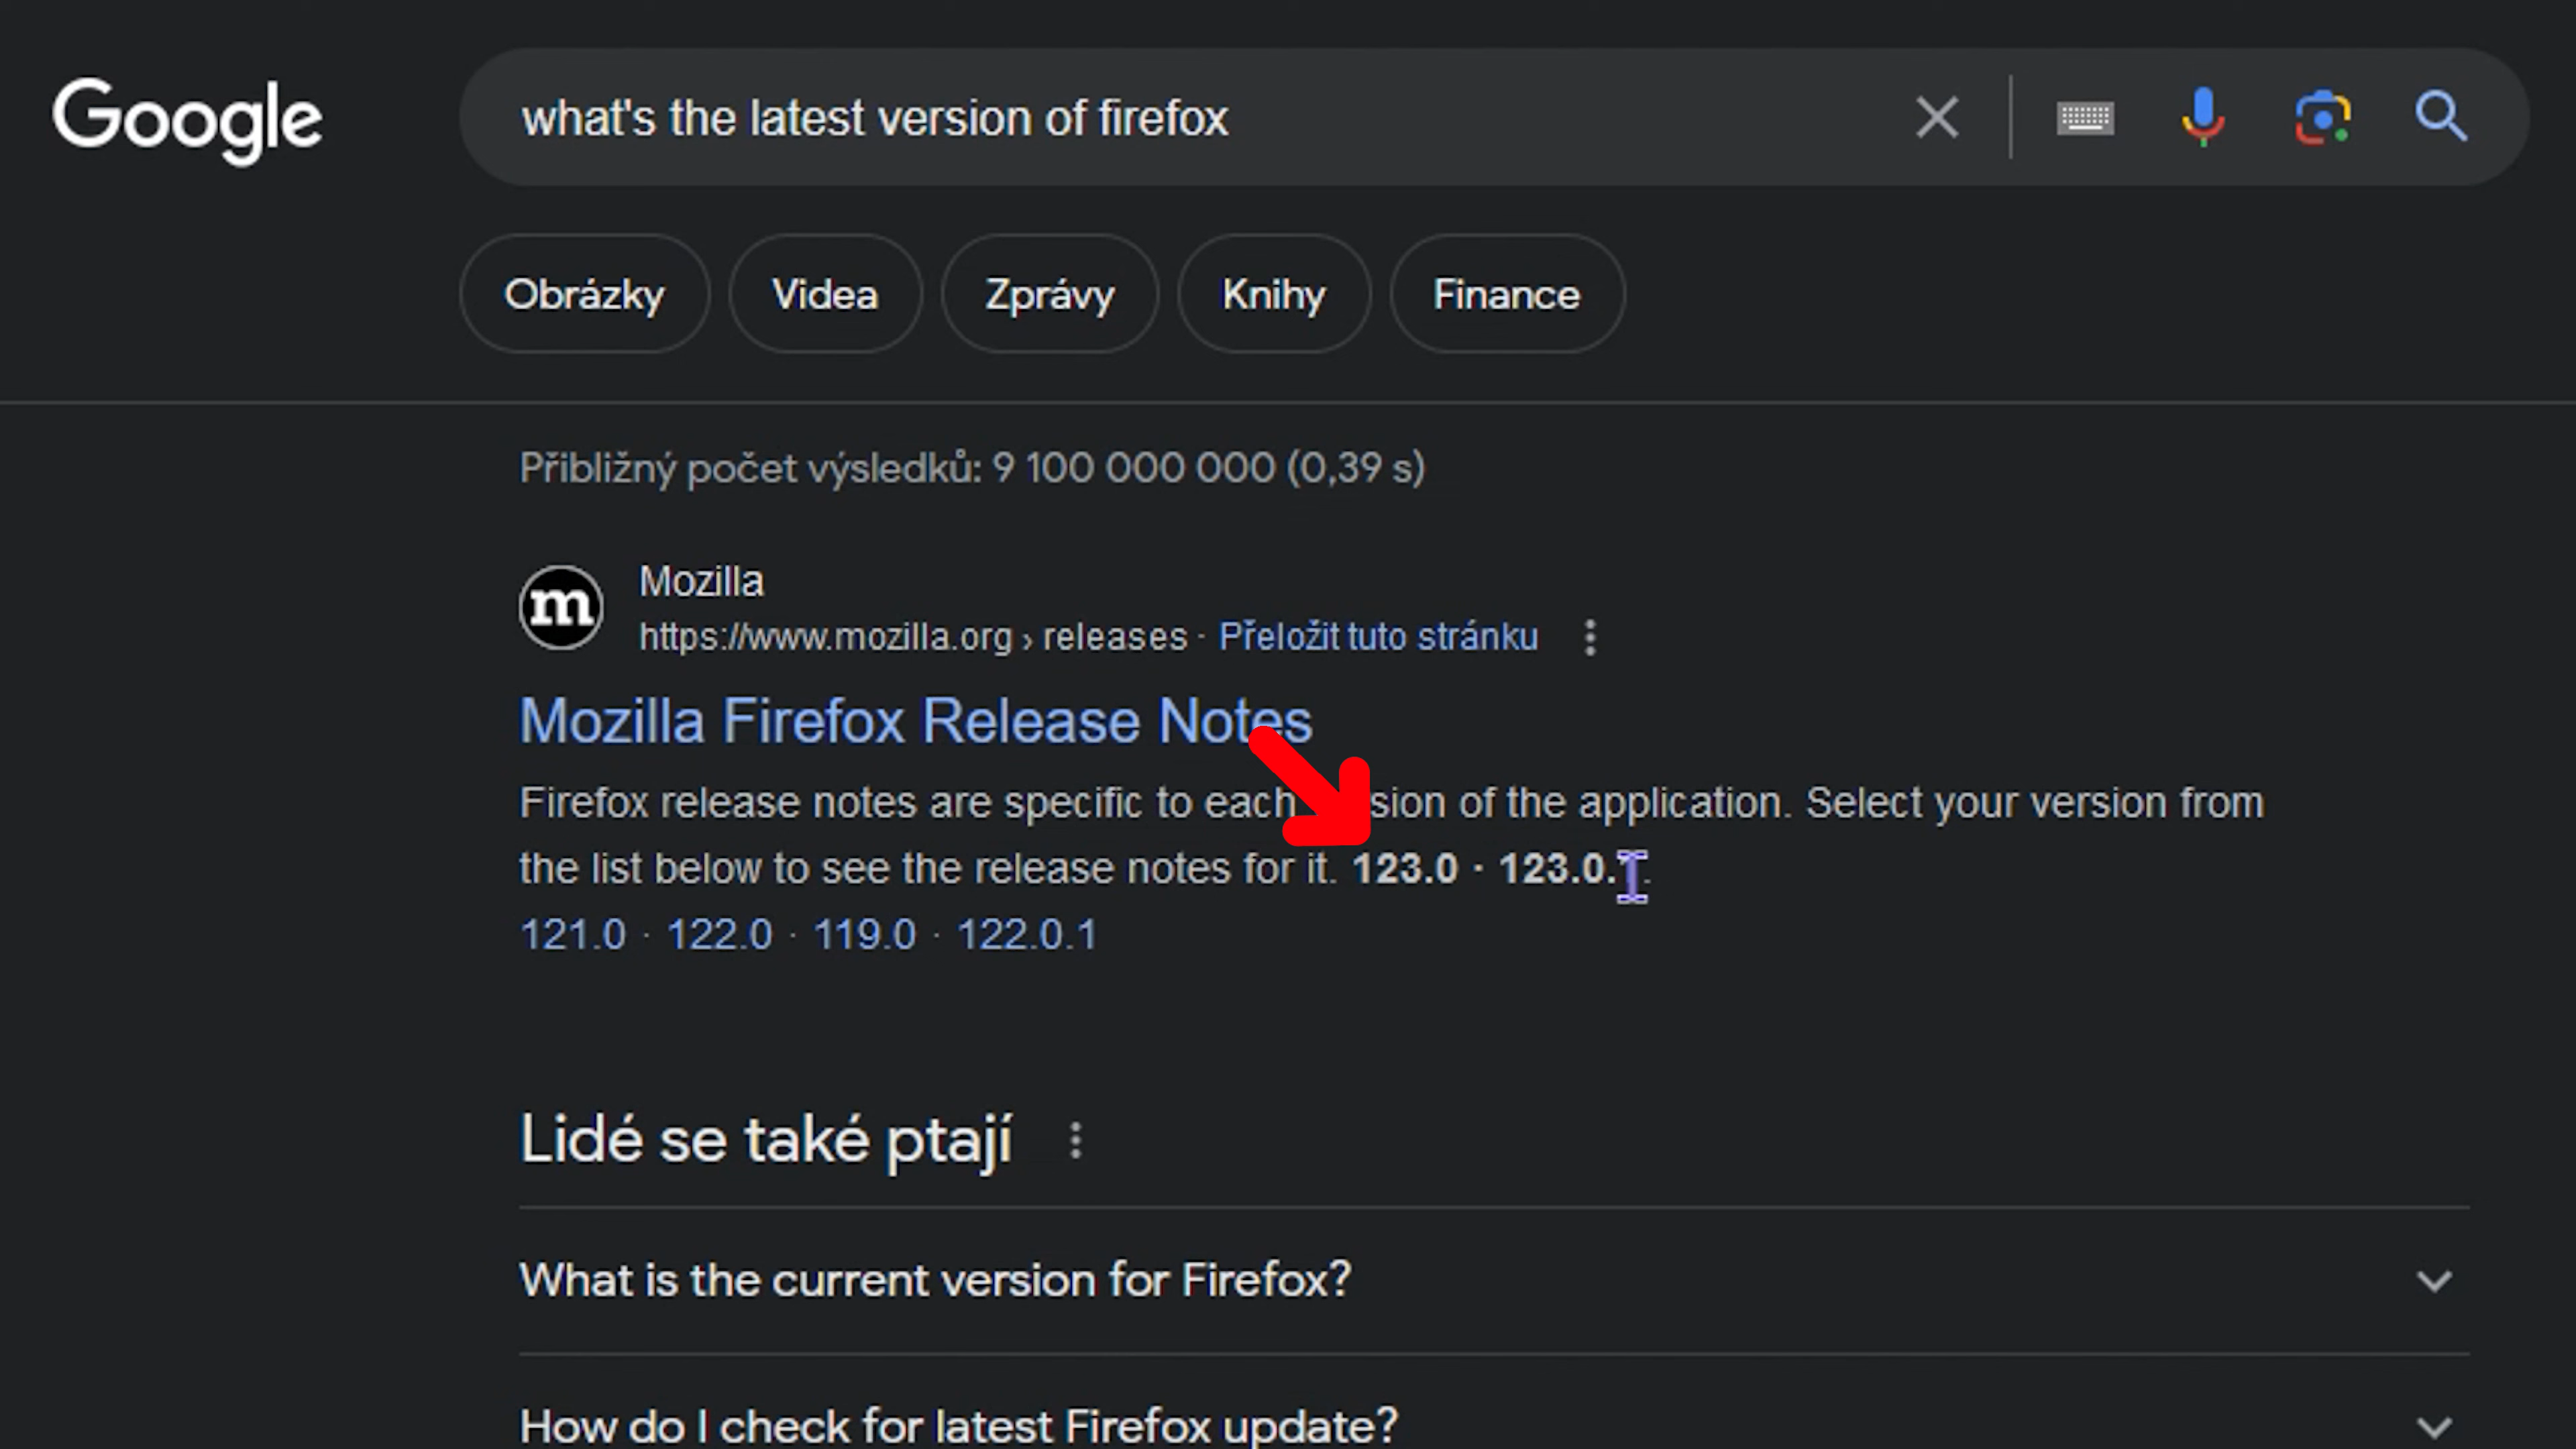 Google
what's the latest version of firefox
Obrázky
Videa
Zprávy
Knihy
Finance
Přibližný počet výsledků: 9 100 000 000 (0,39 s)
m
Mozilla
https://www.mozilla.org › releases · Přeložit tuto stránku
Mozilla Firefox Release Notes
Firefox release notes are specific to each sion of the application. Select your version from
the list below to see the release notes for it. 123.0 · 123.0.
121.0 · 122.0 · 119.0 · 122.0.1
Lidé se také ptají
What is the current version for Firefox?
How do I check for latest Firefox update?